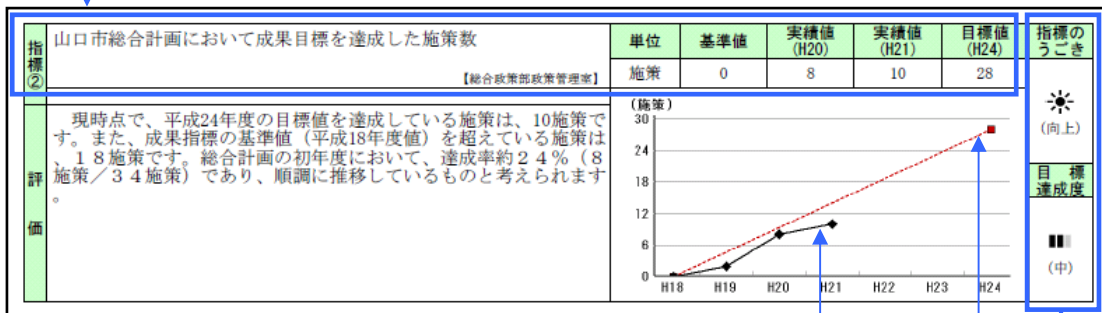 指標②
山口市総合計画において成果目標を達成した施策数
【総合政策部政策管理室】
単位 基準値 実績値(H20) 実績値(H21) 目標値(H24)
施策 0 8 10 28
指標のうごき
(向上)
目標達成度
(中)
評価
現時点で、平成24年度の目標値を達成している施策は、10施策で
す。また、成果指標の基準値（平成18年度値）を超えている施策は
、１８施策です。総合計画の初年度において、達成率約２４％（８
施策／３４施策）であり、順調に推移しているものと考えられます
。
(施策)
30
24
18
12
6
0
H18 H19 H20 H21 H22 H23 H24